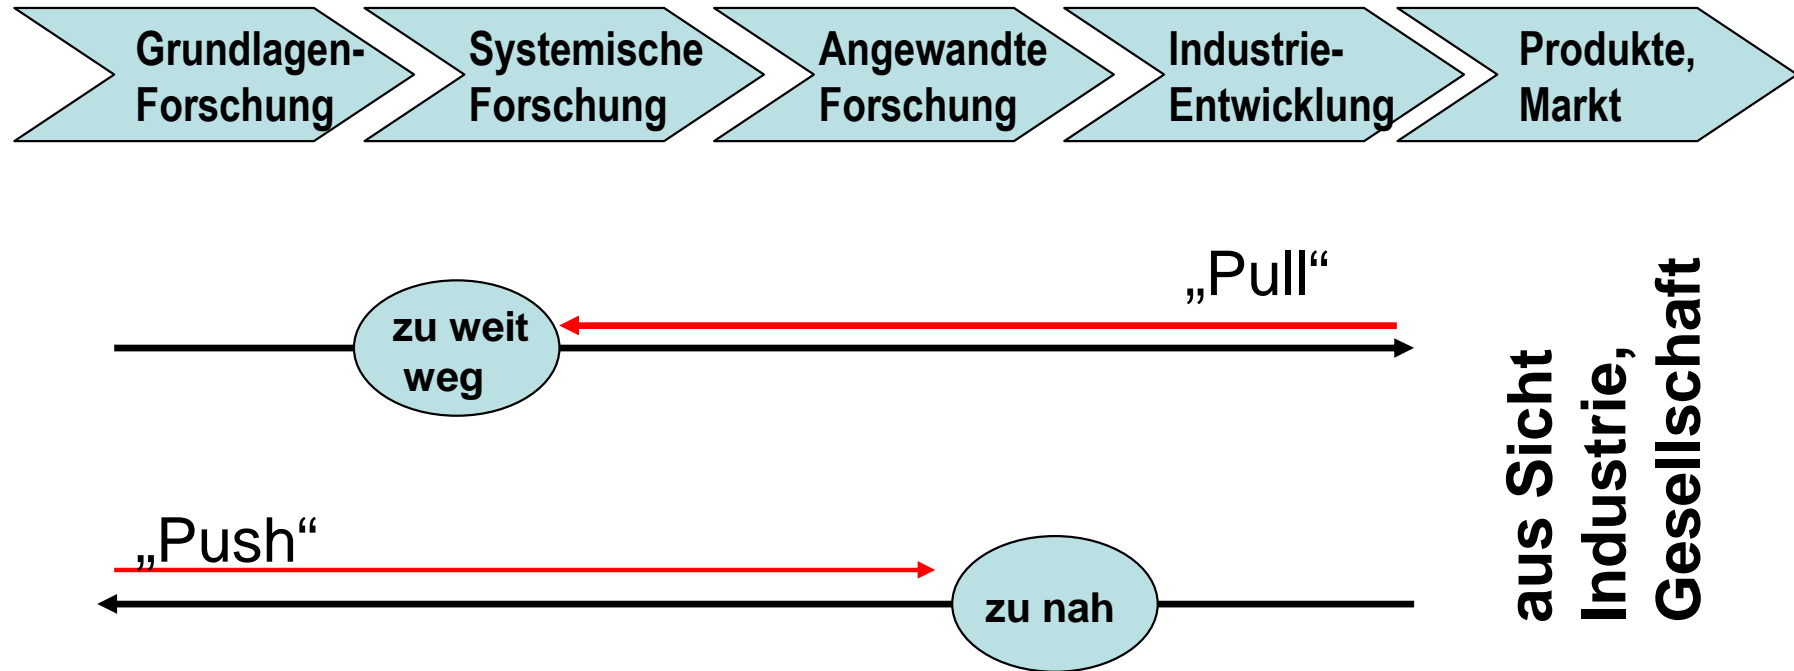 Grundlagen-
Forschung
Systemische
Forschung
Angewandte
Forschung
Industrie-
Entwicklung
Produkte,
Markt
„Pull“
zu weit
weg
„Push“
zu nah
aus Sicht
Industrie,
Gesellschaft